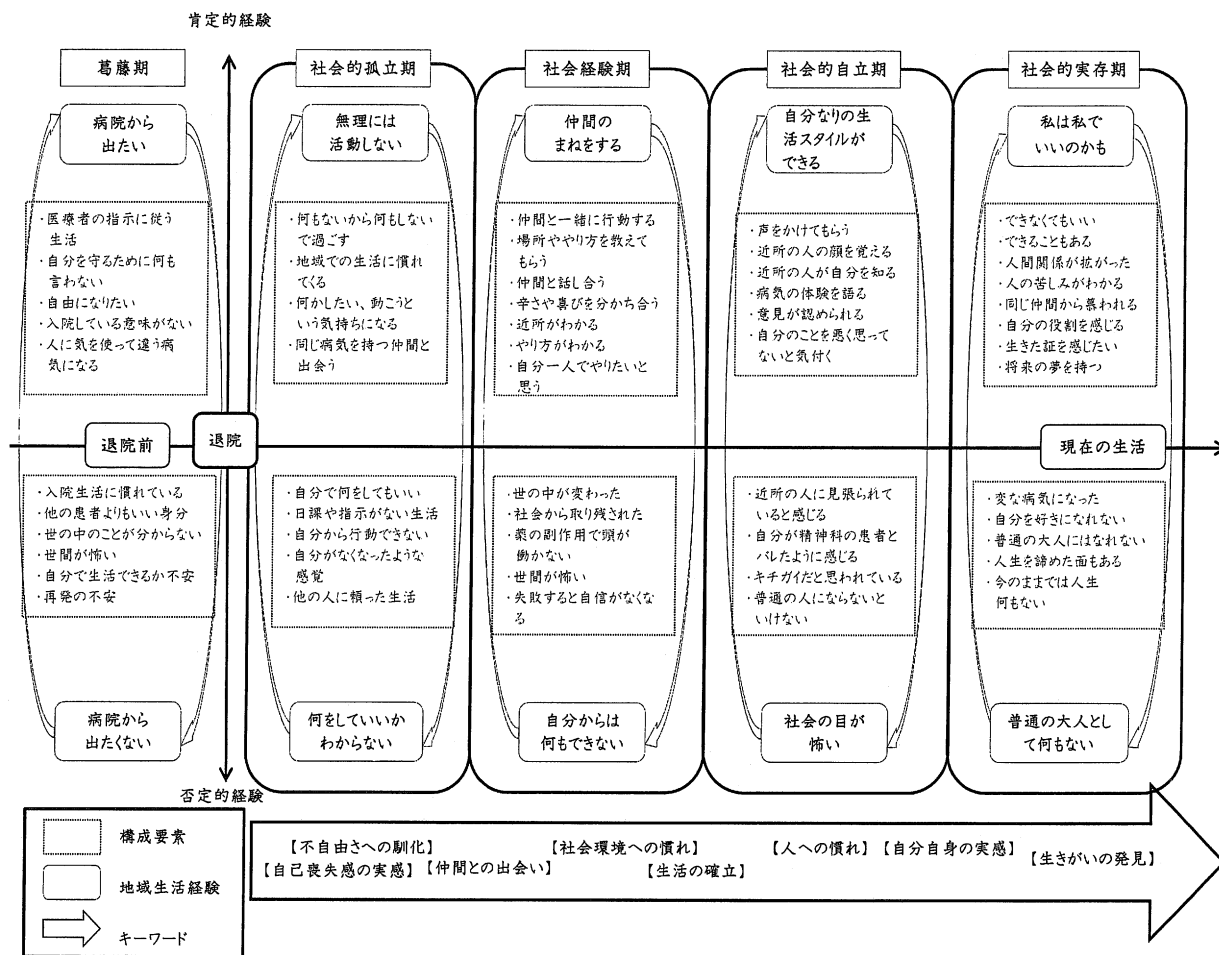 肯定的経験
葛藤期
病院から
出たい
・医療者の指示に従う
生活
・自分を守るために何も
言わない
・自由になりたい
・入院している意味がない
・人に気を使って違う病
気になる
退院前
・入院生活に慣れている
・他の患者よりもいい身分
・世の中のことが分からない
・世間が怖い
・自分で生活できるか不安
・再発の不安
病院から
出たくない
退院
社会的孤立期
無理には
活動しない
・何もないから何もしない
で過ごす
・地域での生活に慣れ
てくる
・何かしたい、動こうと
いう気持ちになる
・同じ病気を持つ仲間と
出会う
・自分で何をしてもいい
・日課や指示がない生活
・自分から行動できない
・自分がなくなったような
感覚
・他の人に頼った生活
何をしていいか
わからない
社会経験期
仲間の
まねをする
・仲間と一緒に行動する
・場所ややり方を教えて
もらう
・仲間と話し合う
・辛さや喜びを分かち合う
・近所がわかる
・やり方がわかる
・自分一人でやりたいと
思う
・世の中が変わった
・社会から取り残された
・薬の副作用で頭が
働かない
・世間が怖い
・失敗すると自信がなくな
る
自分からは
何もできない
社会的自立期
自分なりの生
活スタイルが
できる
・声をかけてもらう
・近所の人の顔を覚える
・近所の人が自分を知る
・病気の体験を語る
・意見が認められる
・自分のことを悪く思って
ないと気付く
・近所の人に見張られて
いると感じる
・自分が精神科の患者と
バレたように感じる
・キチガイだと思われている
・普通の人にならないと
いけない
社会の目が
怖い
社会的実存期
私は私で
いいのかも
・できなくてもいい
・できることもある
・人間関係が拡がった
・人の苦しみがわかる
・同じ仲間から慕われる
・自分の役割を感じる
・生きた証を感じたい
・将来の夢を持つ
現在の生活
・変な病気になった
・自分を好きになれない
・普通の大人にはなれない
・人生を諦めた面もある
・今のままでは人生
何もない
普通の大人とし
て何もない
否定的経験
構成要素
地域生活経験
キーワード
【不自由さへの馴化】
【社会環境への慣れ】
【人への慣れ】
【自分自身の実感】
【生きがいの発見】
【自己喪失感の実感】
【仲間との出会い】
【生活の確立】